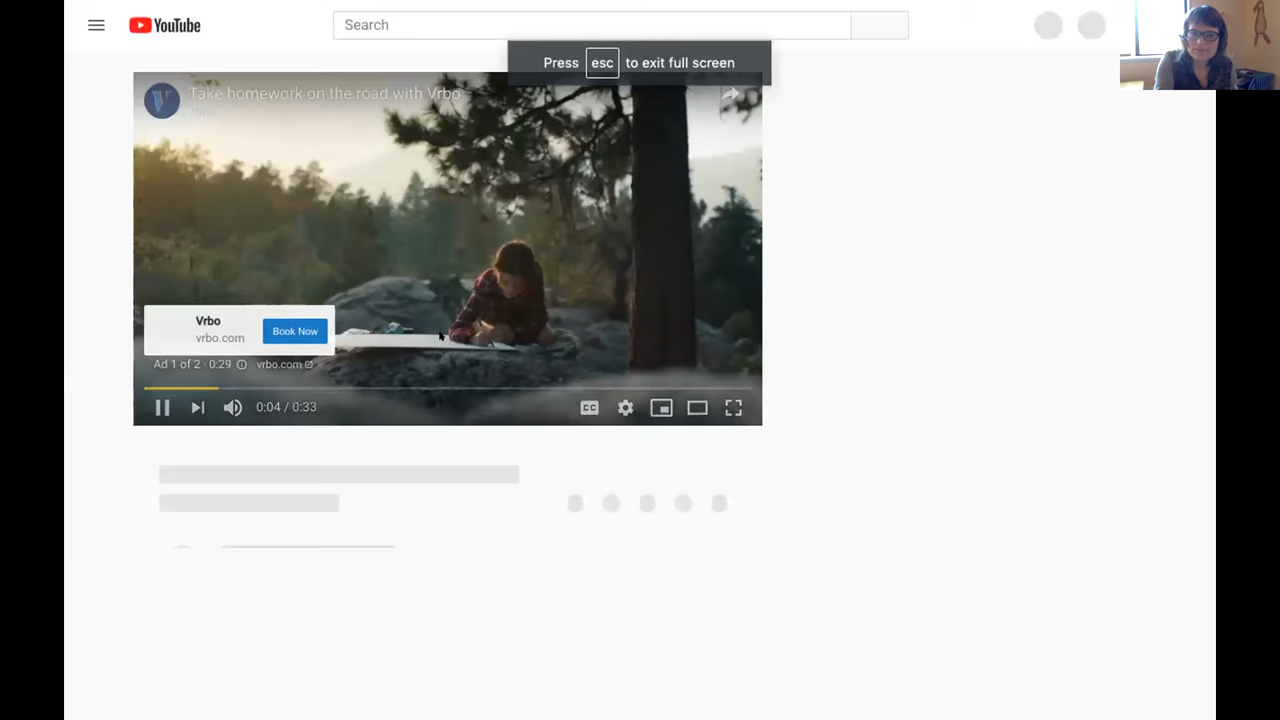 YouTube
Search
Press esc to exit full screen
Take homework on the road with Vrbo
Vrbo
vrbo.com
Book Now
Ad 1 of 2 · 0:29
vrbo.com
CC
0:04 / 0:33